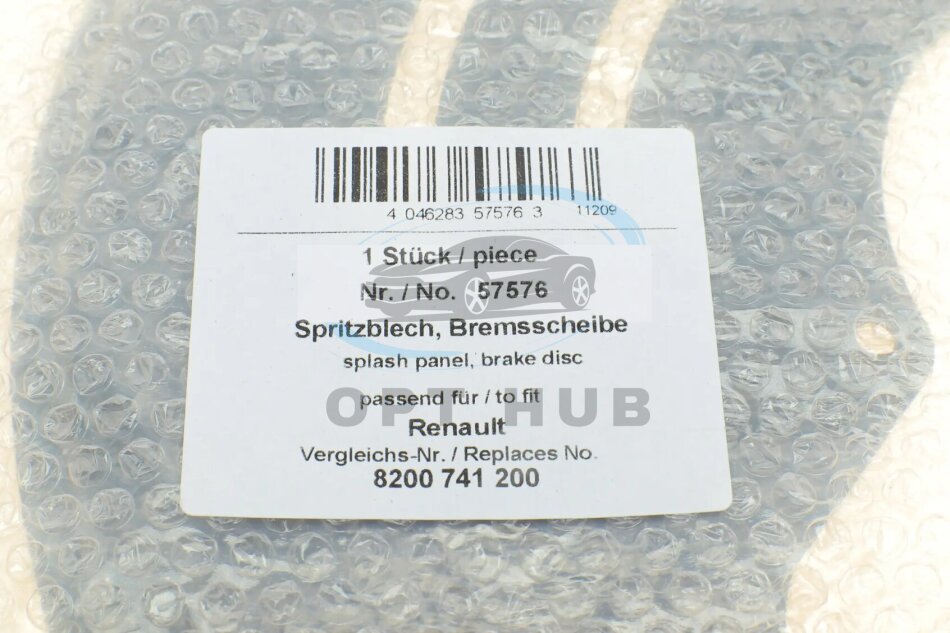 4 046283 57576 3 11209
1 Stück / piece
Nr. / No. 57576
Spritzblech, Bremsscheibe
splash panel, brake disc
passend für / to fit
OPT HUB
Renault
Vergleichs-Nr. / Replaces No.
8200 741 200